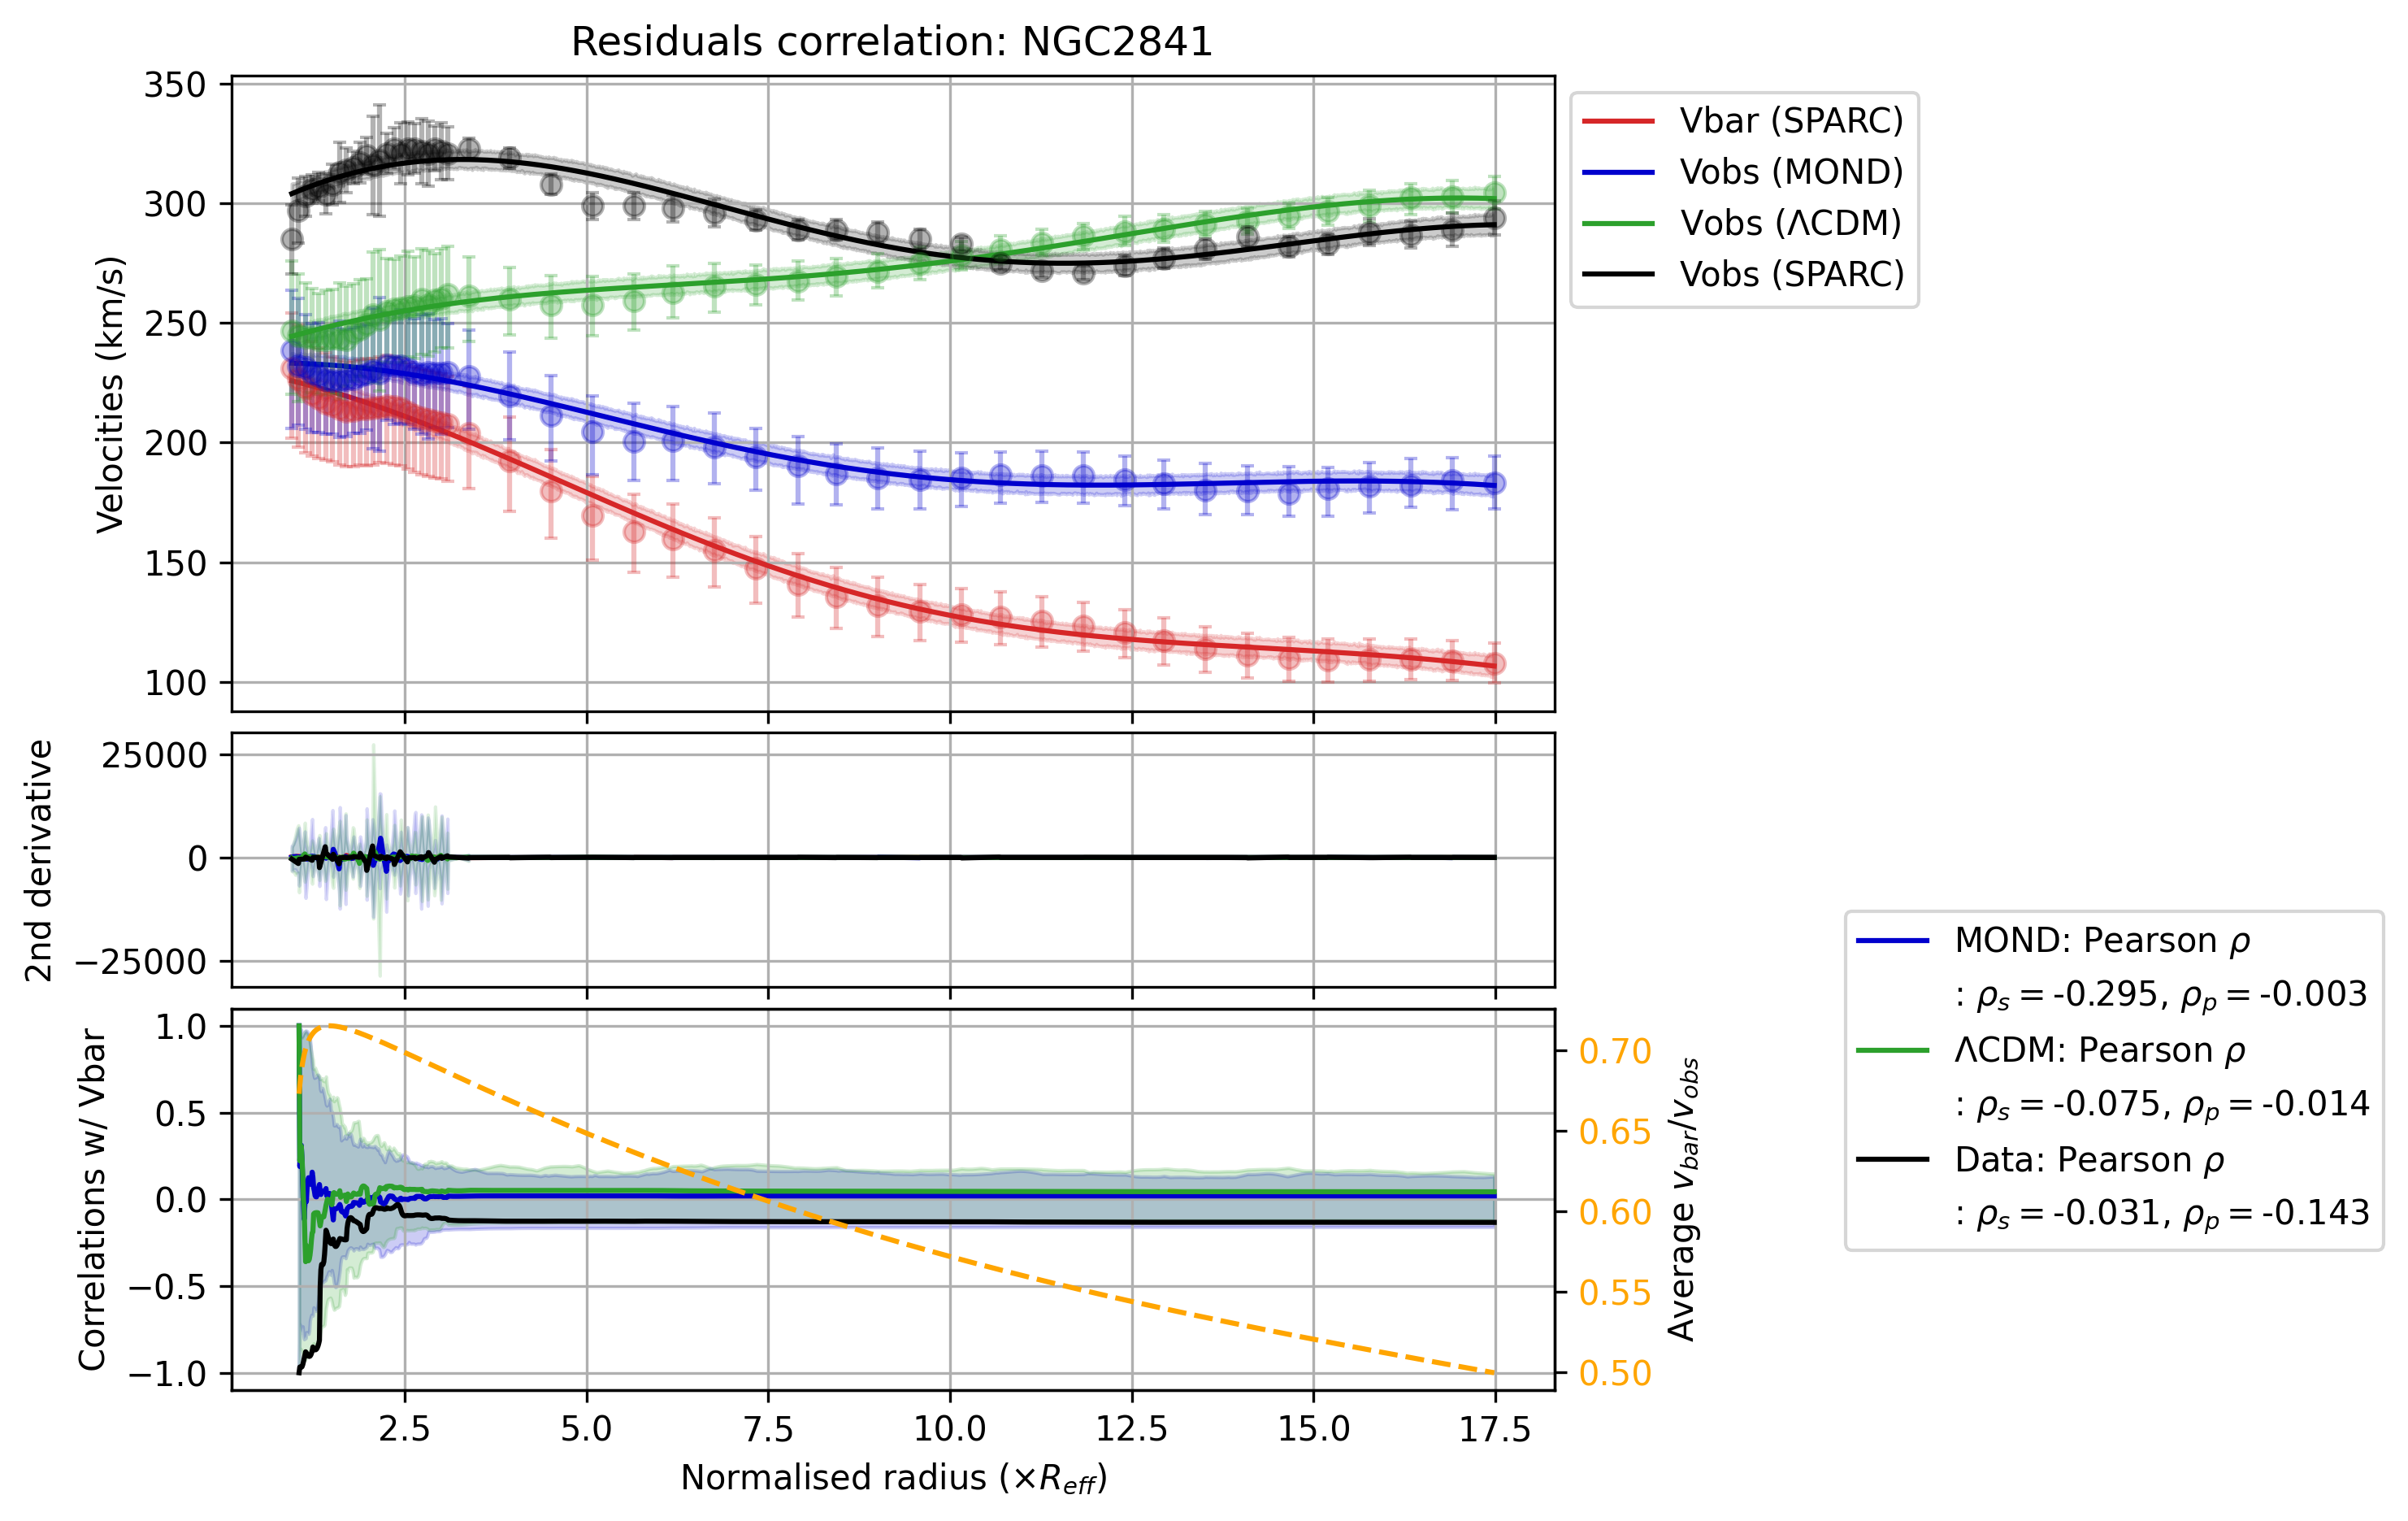 Residuals correlation: NGC2841
350
300
250
200
150
100
Velocities (km/s)
Vbar (SPARC)
Vobs (MOND)
Vobs (ΛCDM)
Vobs (SPARC)
25000
0
−25000
2nd derivative
1.0
0.5
0.0
−0.5
−1.0
Correlations w/ Vbar
0.70
0.65
0.60
0.55
0.50
Average v_bar/v_obs
MOND: Pearson ρ
: ρ_s = -0.295, ρ_p = -0.003
ΛCDM: Pearson ρ
: ρ_s = -0.075, ρ_p = -0.014
Data: Pearson ρ
: ρ_s = -0.031, ρ_p = -0.143
2.5 5.0 7.5 10.0 12.5 15.0 17.5
Normalised radius (×R_eff)